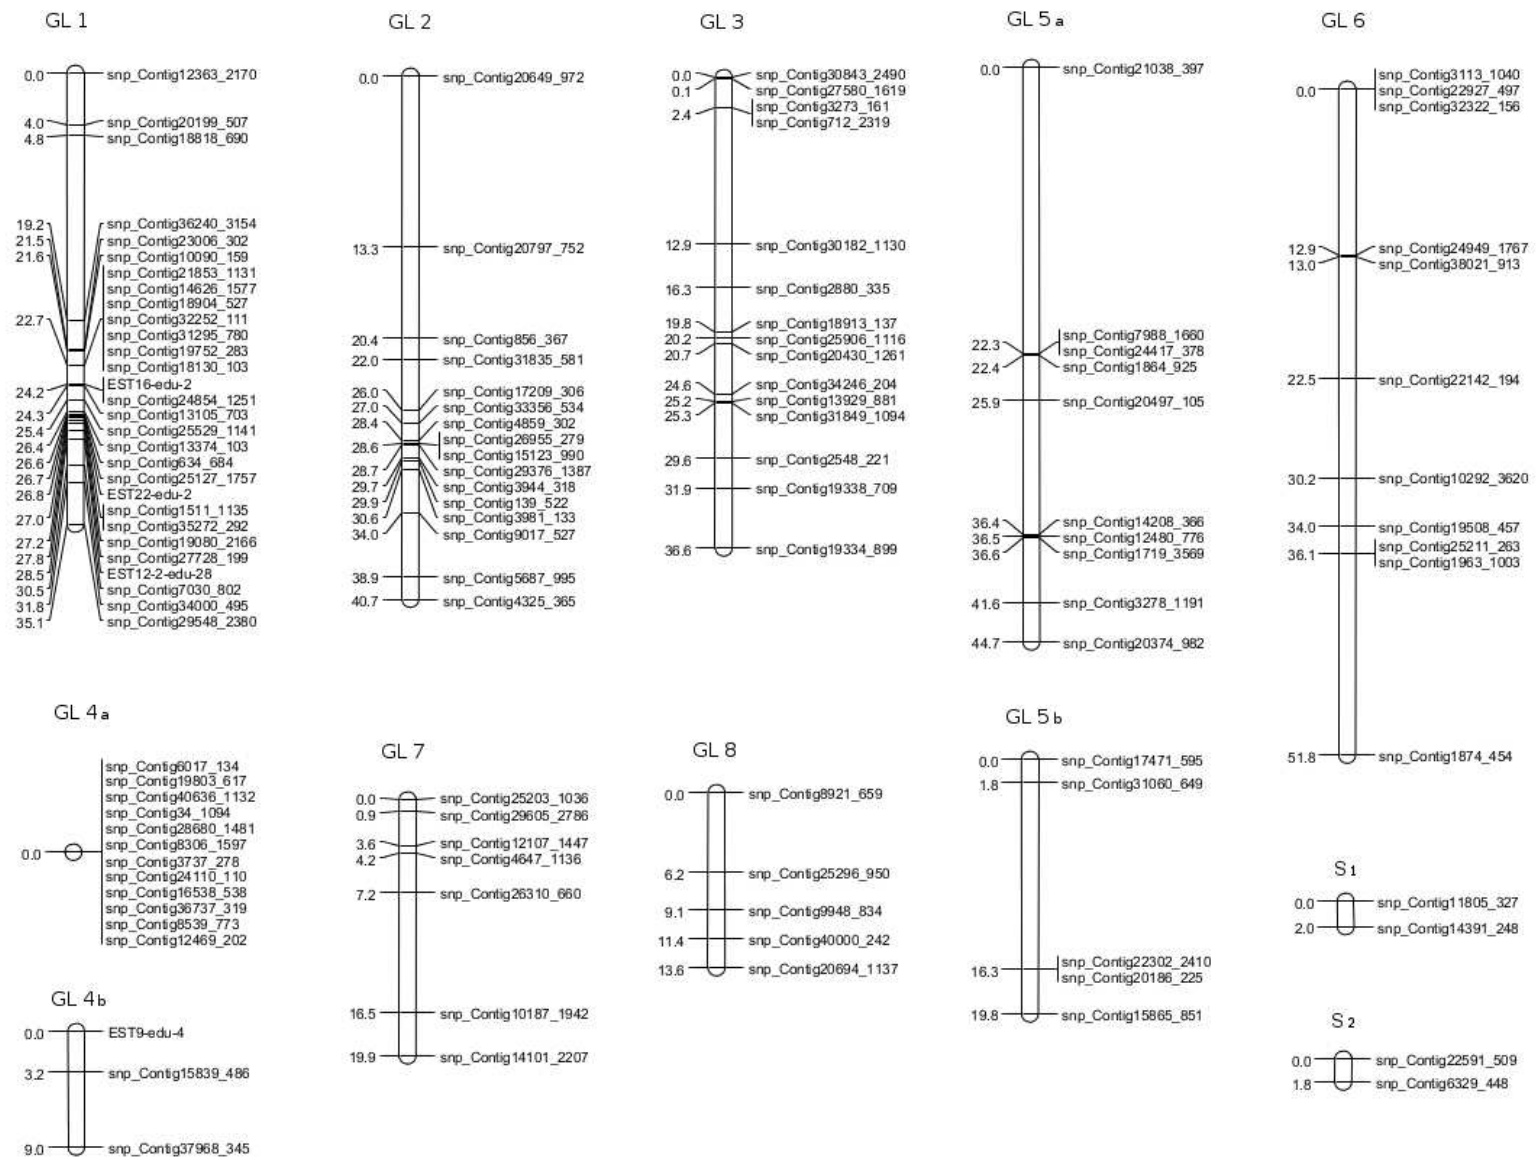 GL 1
0.0 snp_Contig12363_2170
4.0 snp_Contig20199_507
4.8 snp_Contig18818_690
19.2 snp_Contig36240_3154
21.5 snp_Contig23006_302
21.6 snp_Contig10090_159
snp_Contig21853_1131
snp_Contig14626_1577
snp_Contig18904_527
22.7 snp_Contig32252_111
snp_Contig31295_780
snp_Contig19752_283
snp_Contig18130_103
EST16-edu-2
24.2 snp_Contig24854_1251
24.3 snp_Contig13105_703
25.4 snp_Contig25529_1141
26.4 snp_Contig13374_103
26.6 snp_Contig634_684
26.7 snp_Contig25127_1757
26.8 EST22-edu-2
snp_Contig1511_1135
27.0 snp_Contig35272_292
27.2 snp_Contig19080_2166
27.8 snp_Contig27728_199
28.5 EST12-2-edu-28
30.5 snp_Contig7030_802
31.8 snp_Contig34000_495
35.1 snp_Contig29548_2380
GL 2
0.0 snp_Contig20649_972
13.3 snp_Contig20797_752
20.4 snp_Contig856_367
22.0 snp_Contig31835_581
26.0 snp_Contig17209_306
27.0 snp_Contig33356_534
28.4 snp_Contig4859_302
snp_Contig26955_279
28.6 snp_Contig15123_990
28.7 snp_Contig29376_1387
29.7 snp_Contig3944_318
29.9 snp_Contig139_522
30.6 snp_Contig3981_133
34.0 snp_Contig9017_527
38.9 snp_Contig5687_995
40.7 snp_Contig4325_365
GL 3
0.0 snp_Contig30843_2490
0.1 snp_Contig27580_1619
snp_Contig3273_161
2.4 snp_Contig712_2319
12.9 snp_Contig30182_1130
16.3 snp_Contig2880_335
19.8 snp_Contig18913_137
20.2 snp_Contig25906_1116
20.7 snp_Contig20430_1261
24.6 snp_Contig34246_204
25.2 snp_Contig13929_881
25.3 snp_Contig31849_1094
29.6 snp_Contig2548_221
31.9 snp_Contig19338_709
36.6 snp_Contig19334_899
GL 5a
0.0 snp_Contig21038_397
snp_Contig7988_1660
22.3 snp_Contig24417_378
22.4 snp_Contig1864_925
25.9 snp_Contig20497_105
36.4 snp_Contig14208_366
36.5 snp_Contig12480_776
36.6 snp_Contig1719_3569
41.6 snp_Contig3278_1191
44.7 snp_Contig20374_982
GL 6
snp_Contig3113_1040
0.0 snp_Contig22927_497
snp_Contig32322_156
12.9 snp_Contig24949_1767
13.0 snp_Contig38021_913
22.5 snp_Contig22142_194
30.2 snp_Contig10292_3620
34.0 snp_Contig19508_457
snp_Contig25211_263
36.1 snp_Contig1963_1003
51.8 snp_Contig1874_454
GL 4a
snp_Contig6017_134
snp_Contig19803_617
snp_Contig40636_1132
snp_Contig34_1094
snp_Contig28680_1481
snp_Contig8306_1597
0.0 snp_Contig3737_278
snp_Contig24110_110
snp_Contig16538_538
snp_Contig36737_319
snp_Contig8539_773
snp_Contig12469_202
GL 4b
0.0 EST9-edu-4
3.2 snp_Contig15839_486
9.0 snp_Contig37968_345
GL 7
0.0 snp_Contig25203_1036
0.9 snp_Contig29605_2786
3.6 snp_Contig12107_1447
4.2 snp_Contig4647_1136
7.2 snp_Contig26310_660
16.5 snp_Contig10187_1942
19.9 snp_Contig14101_2207
GL 8
0.0 snp_Contig8921_659
6.2 snp_Contig25296_950
9.1 snp_Contig9948_834
11.4 snp_Contig40000_242
13.6 snp_Contig20694_1137
GL 5b
0.0 snp_Contig17471_595
1.8 snp_Contig31060_649
snp_Contig22302_2410
16.3 snp_Contig20186_225
19.8 snp_Contig15865_851
S1
0.0 snp_Contig11805_327
2.0 snp_Contig14391_248
S2
0.0 snp_Contig22591_509
1.8 snp_Contig6329_448